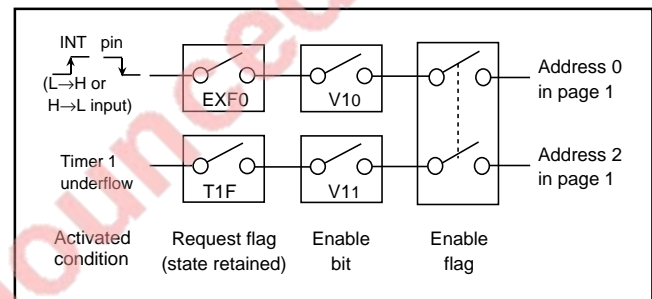 INT pin
(L→H or
H→L input)
EXF0
V10
Address 0
in page 1
Timer 1
underflow
T1F
V11
Address 2
in page 1
Activated
condition
Request flag
(state retained)
Enable
bit
Enable
flag
ounced